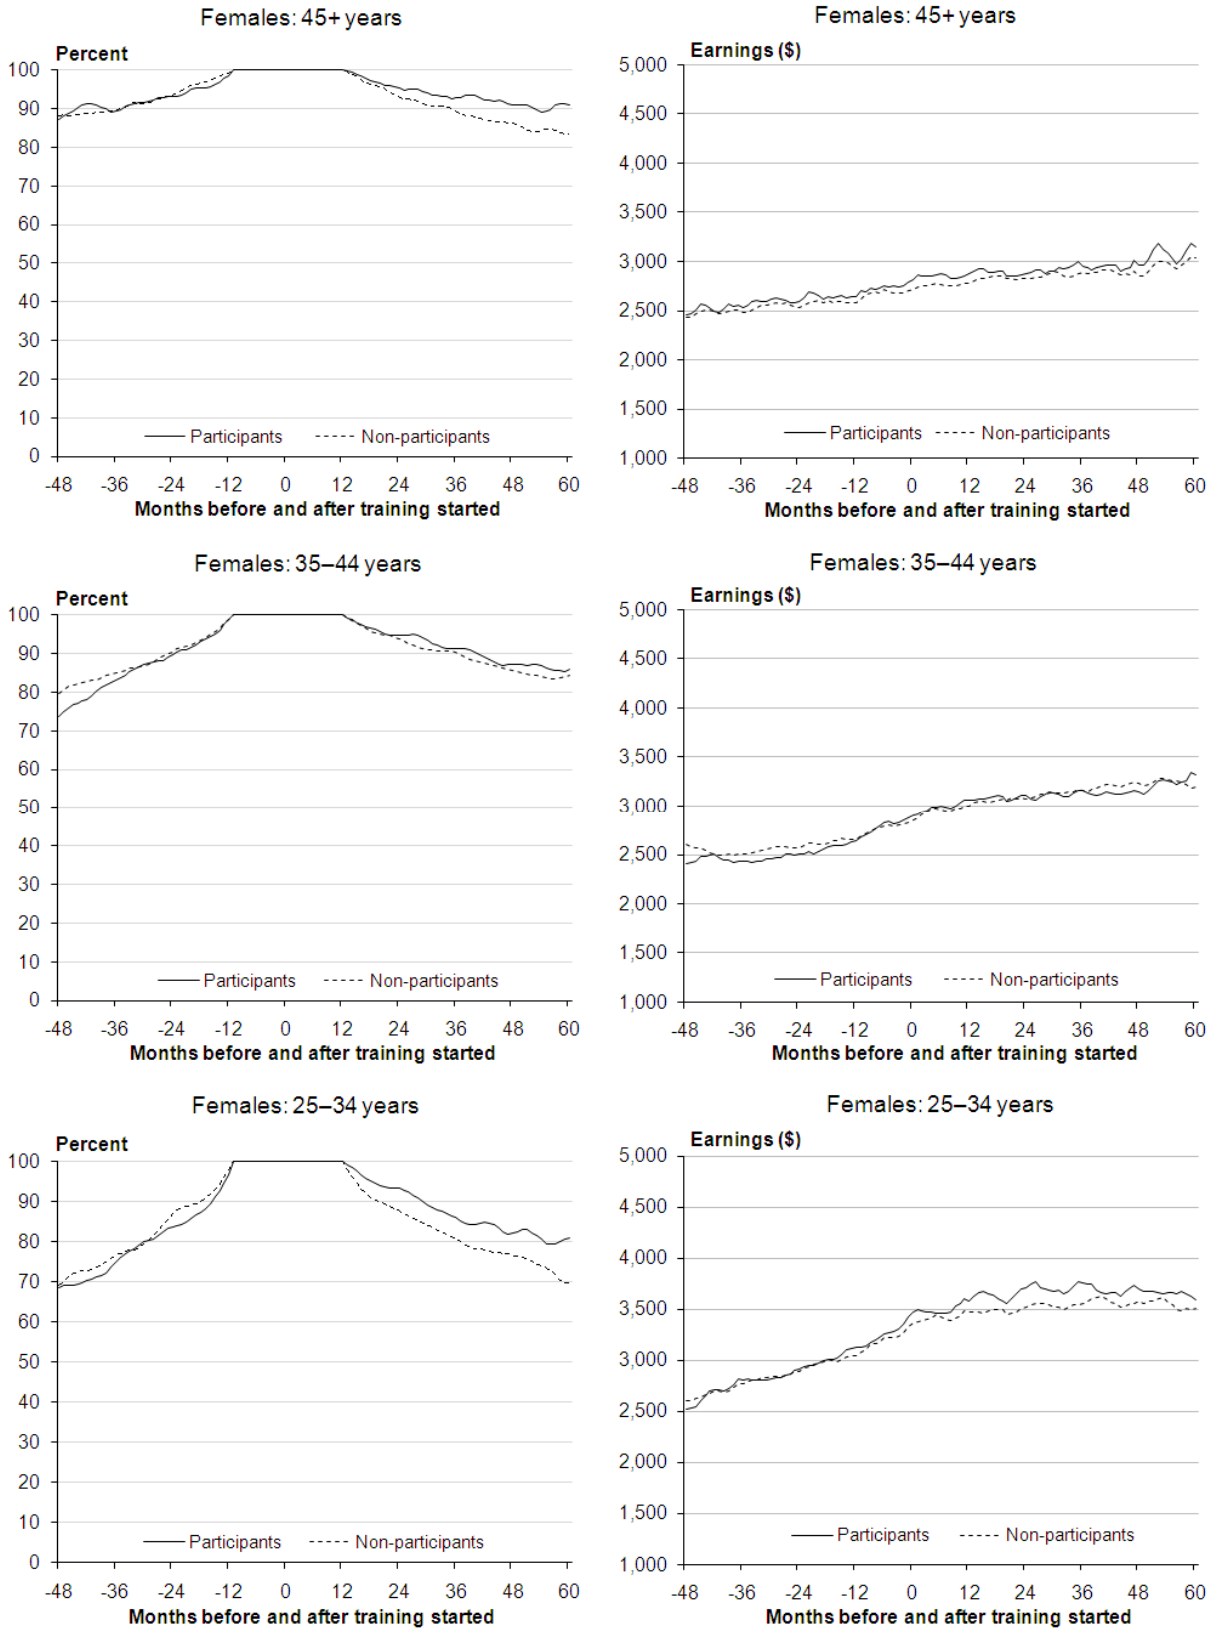 Females: 45+ years
Percent
100
90
80
70
60
50
40
30
20
10
0
Participants Non-participants
-48 -36 -24 -12 0 12 24 36 48 60
Months before and after training started
Females: 45+ years
Earnings ($)
5,000
4,500
4,000
3,500
3,000
2,500
2,000
1,500
1,000
Participants Non-participants
-48 -36 -24 -12 0 12 24 36 48 60
Months before and after training started
Females: 35–44 years
Percent
100
90
80
70
60
50
40
30
20
10
0
Participants Non-participants
-48 -36 -24 -12 0 12 24 36 48 60
Months before and after training started
Females: 35–44 years
Earnings ($)
5,000
4,500
4,000
3,500
3,000
2,500
2,000
1,500
1,000
Participants Non-participants
-48 -36 -24 -12 0 12 24 36 48 60
Months before and after training started
Females: 25–34 years
Percent
100
90
80
70
60
50
40
30
20
10
0
Participants Non-participants
-48 -36 -24 -12 0 12 24 36 48 60
Months before and after training started
Females: 25–34 years
Earnings ($)
5,000
4,500
4,000
3,500
3,000
2,500
2,000
1,500
1,000
Participants Non-participants
-48 -36 -24 -12 0 12 24 36 48 60
Months before and after training started